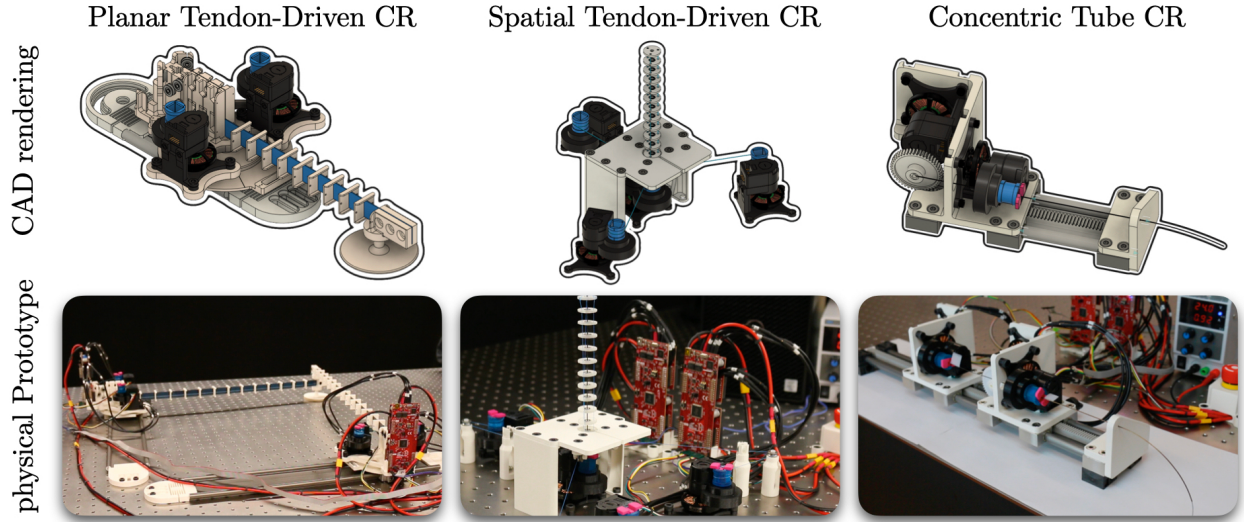 Planar Tendon-Driven CR
Spatial Tendon-Driven CR
Concentric Tube CR
CAD rendering
physical Prototype